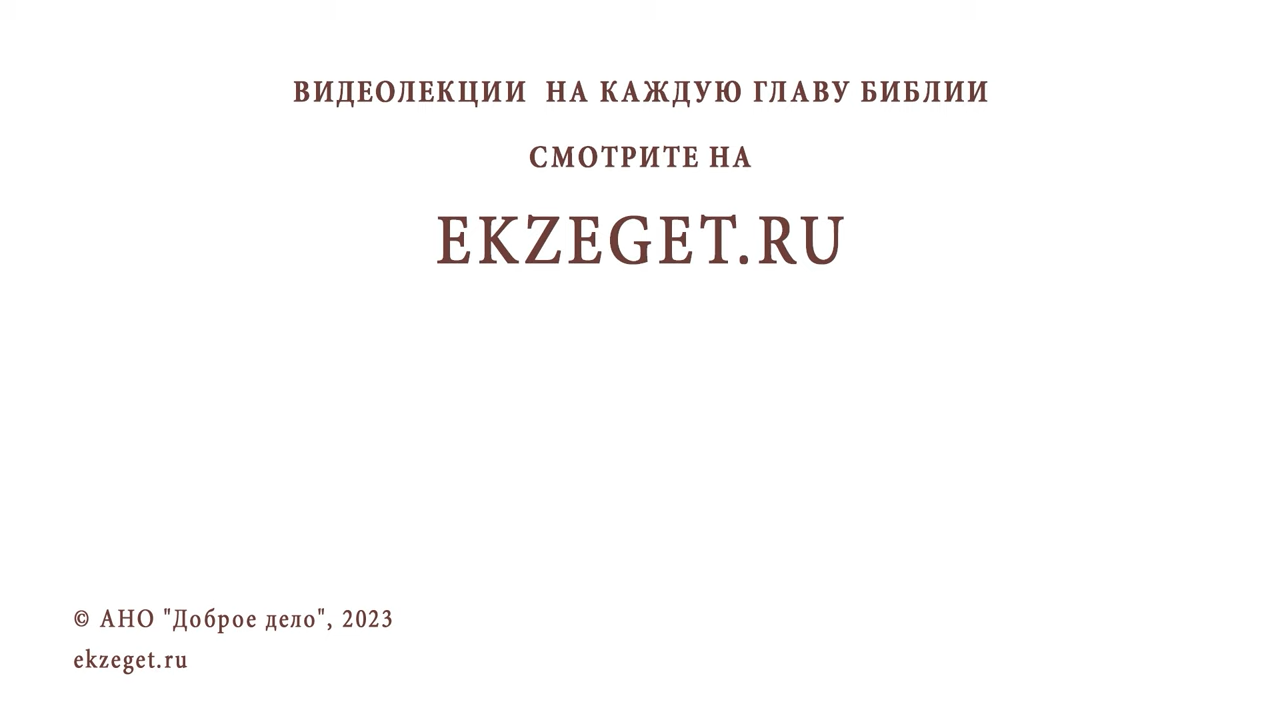 ВИДЕОЛЕКЦИИ НА КАЖДУЮ ГЛАВУ БИБЛИИ
СМОТРИТЕ НА
EKZEGET.RU
© АНО "Доброе дело", 2023
ekzeget.ru